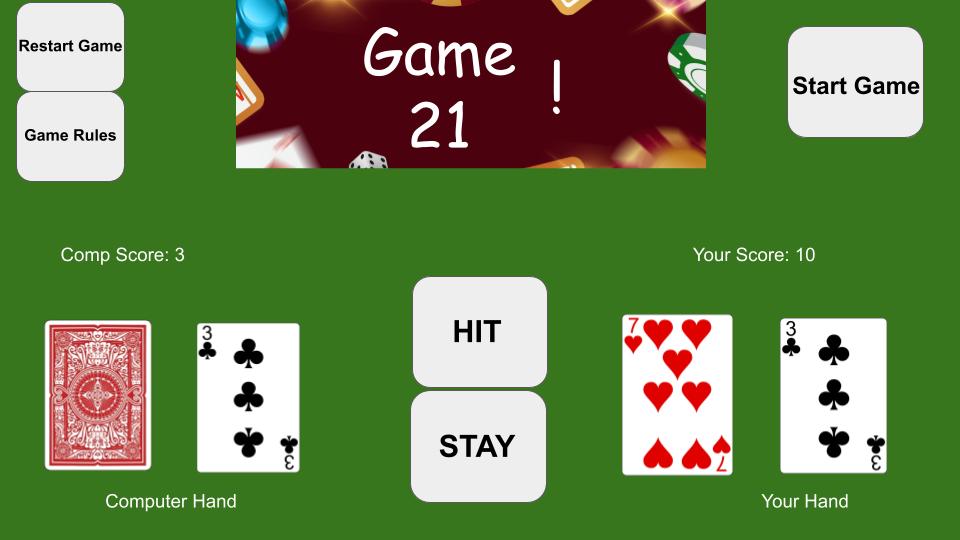 Restart Game
Game Rules
Game
21
!
Start Game
Comp Score: 3
Your Score: 10
HIT
STAY
3
3
7
7
3
3
Computer Hand
Your Hand